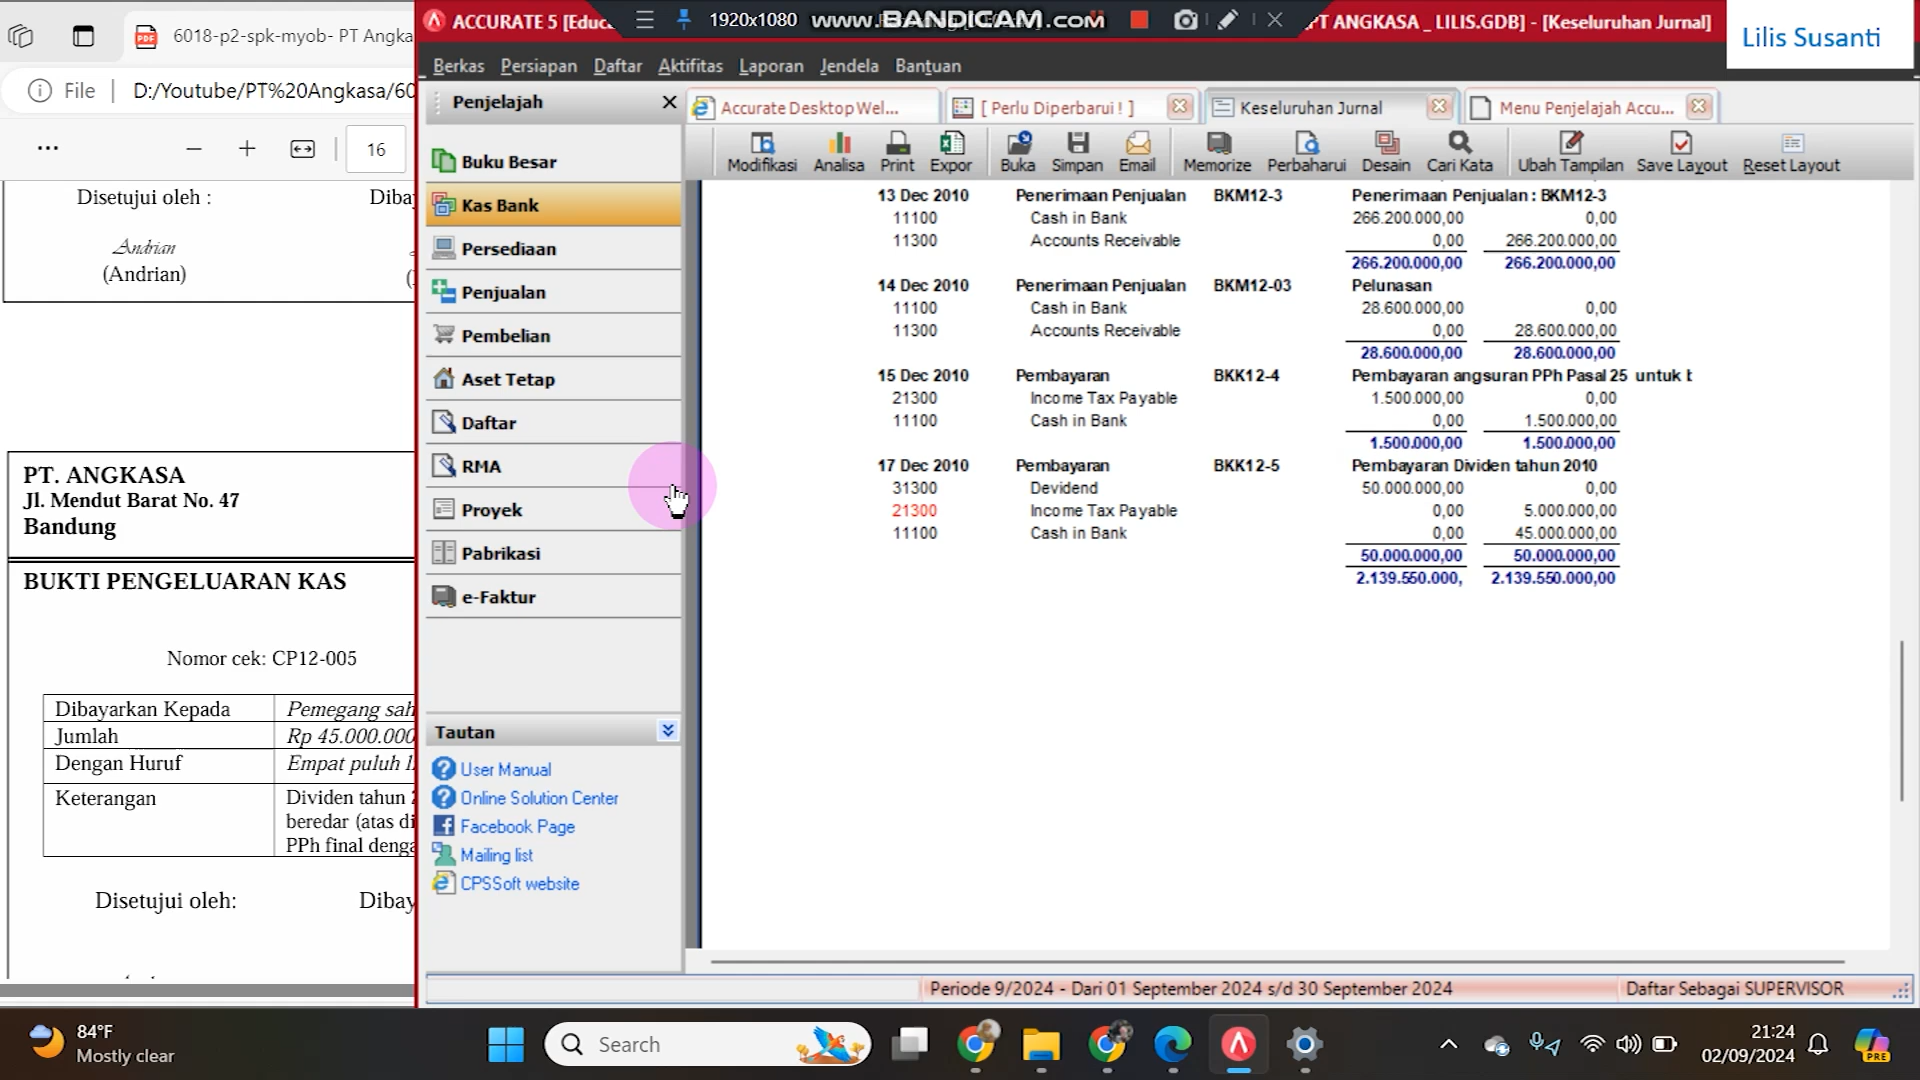 6018-p2-spk-myob- PT Angka
File
D:/Youtube/PT%20Angkasa/60
16
Disetujui oleh :
Dibay
Andrian
(Andrian)
PT. ANGKASA
Jl. Mendut Barat No. 47
Bandung
BUKTI PENGELUARAN KAS
Nomor cek: CP12-005
Dibayarkan Kepada Pemegang sah
Jumlah Rp 45.000.000
Dengan Huruf Empat puluh l
Keterangan Dividen tahun 2
beredar (atas di
PPh final denga
Disetujui oleh: Dibay
ACCURATE 5 [Educ
1920x1080
www.BANDICAM.com
PT ANGKASA _ LILIS.GDB] - [Keseluruhan Jurnal]
Lilis Susanti
Berkas Persiapan Daftar Aktifitas Laporan Jendela Bantuan
Penjelajah
Accurate Desktop Wel...
[ Perlu Diperbarui ! ]
Keseluruhan Jurnal
Menu Penjelajah Accu...
Modifikasi Analisa Print Expor Buka Simpan Email Memorize Perbaharui Desain Cari Kata Ubah Tampilan Save Layout Reset Layout
Buku Besar
Kas Bank
Persediaan
Penjualan
Pembelian
Aset Tetap
Daftar
RMA
Proyek
Pabrikasi
e-Faktur
Tautan
User Manual
Online Solution Center
Facebook Page
Mailing list
CPSSoft website
13 Dec 2010 Penerimaan Penjualan BKM12-3 Penerimaan Penjualan : BKM12-3
11100 Cash in Bank 266.200.000,00 0,00
11300 Accounts Receivable 0,00 266.200.000,00
266.200.000,00 266.200.000,00
14 Dec 2010 Penerimaan Penjualan BKM12-03 Pelunasan
11100 Cash in Bank 28.600.000,00 0,00
11300 Accounts Receivable 0,00 28.600.000,00
28.600.000,00 28.600.000,00
15 Dec 2010 Pembayaran BKK12-4 Pembayaran angsuran PPh Pasal 25 untuk t
21300 Income Tax Payable 1.500.000,00 0,00
11100 Cash in Bank 0,00 1.500.000,00
1.500.000,00 1.500.000,00
17 Dec 2010 Pembayaran BKK12-5 Pembayaran Dividen tahun 2010
31300 Devidend 50.000.000,00 0,00
21300 Income Tax Payable 0,00 5.000.000,00
11100 Cash in Bank 0,00 45.000.000,00
50.000.000,00 50.000.000,00
2.139.550.000, 2.139.550.000,00
Periode 9/2024 - Dari 01 September 2024 s/d 30 September 2024
Daftar Sebagai SUPERVISOR
84°F
Mostly clear
Search
21:24
02/09/2024
PRE